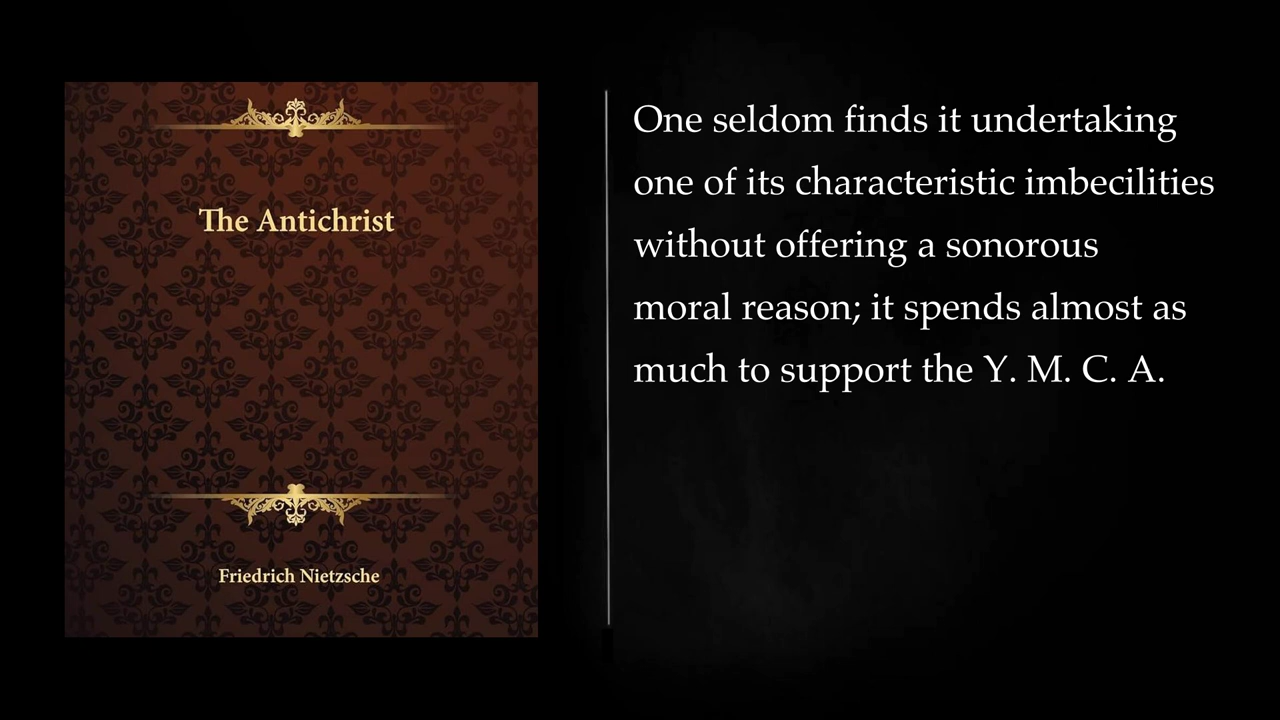 The Antichrist
Friedrich Nietzsche
One seldom finds it undertaking
one of its characteristic imbecilities
without offering a sonorous
moral reason; it spends almost as
much to support the Y. M. C. A.